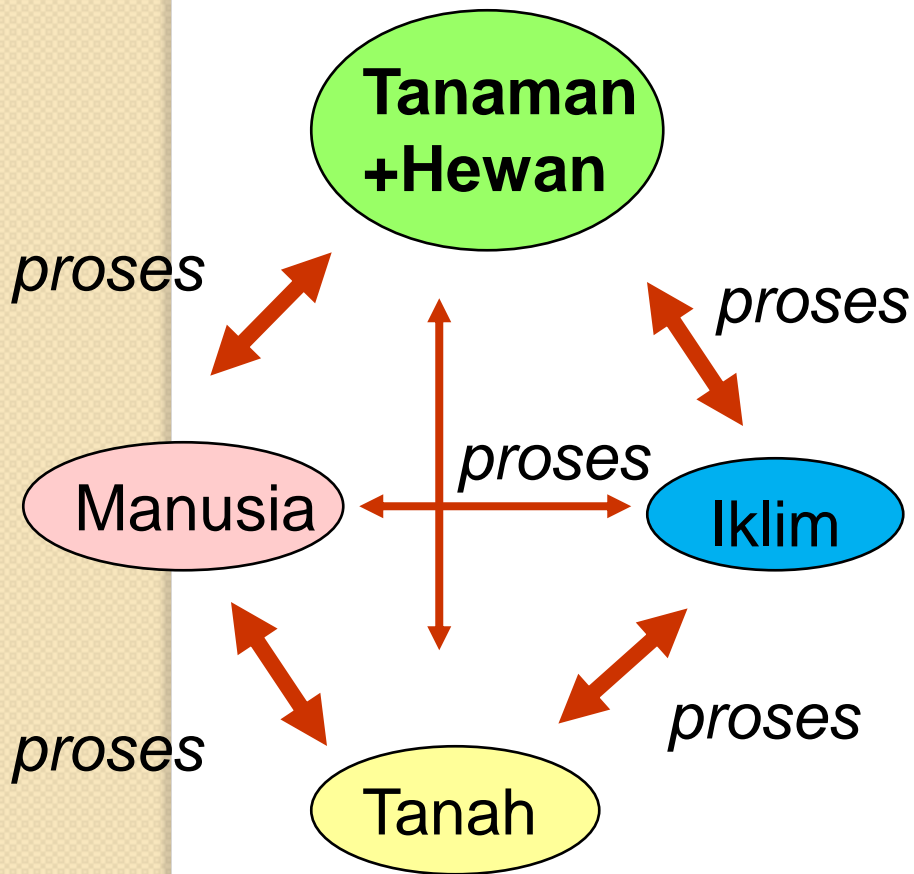 Tanaman
+Hewan
proses
proses
proses
Manusia
Iklim
proses
proses
Tanah